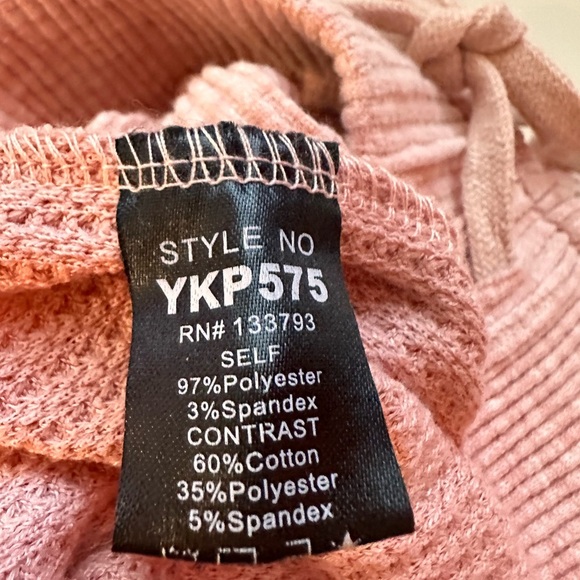 STYLE NO
YKP575
RN# 133793
SELF
97%Polyester
3%Spandex
CONTRAST
60%Cotton
35%Polyester
5%Spandex